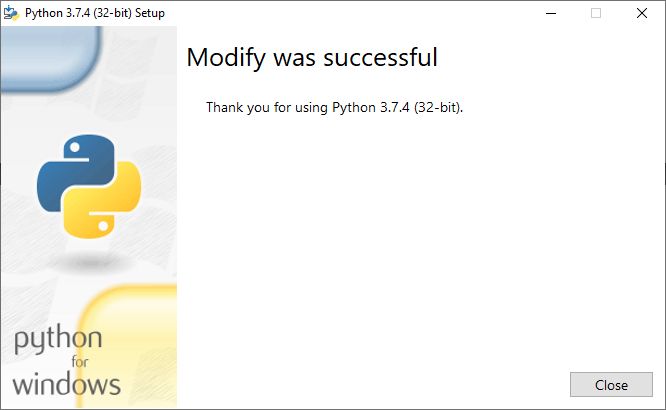 Python 3.7.4 (32-bit) Setup
Modify was successful
Thank you for using Python 3.7.4 (32-bit).
python
for
windows
Close